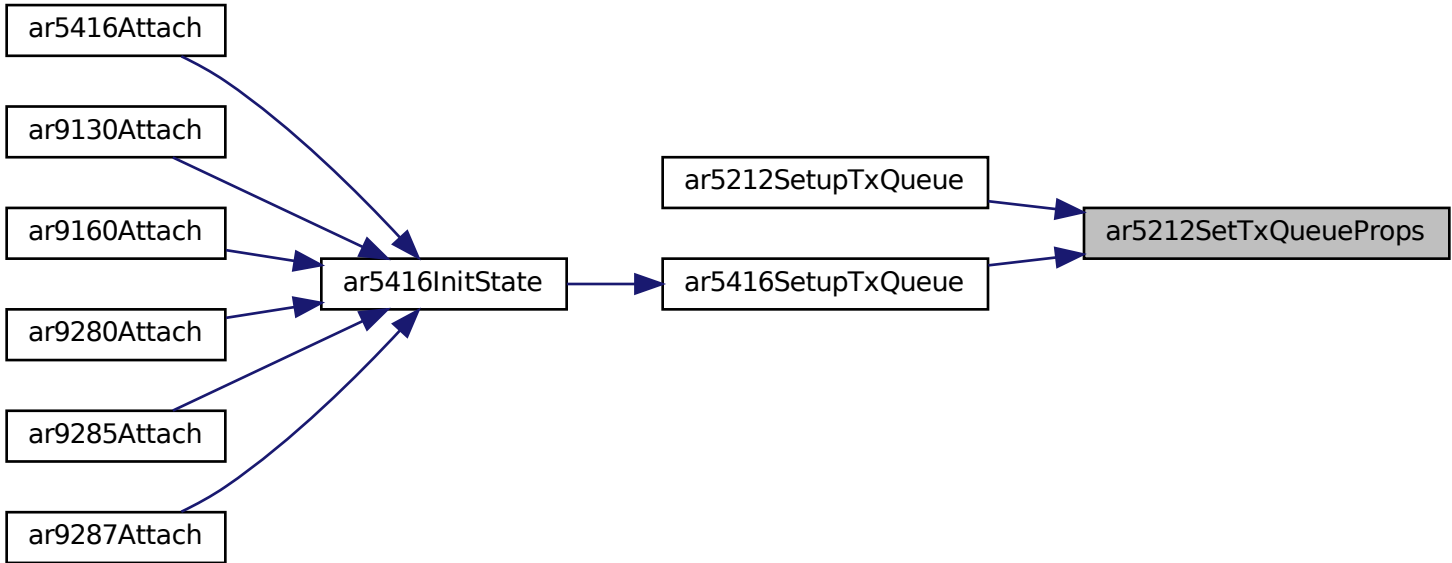 ar5416Attach
ar9130Attach
ar9160Attach
ar9280Attach
ar9285Attach
ar9287Attach
ar5416InitState
ar5212SetupTxQueue
ar5416SetupTxQueue
ar5212SetTxQueueProps